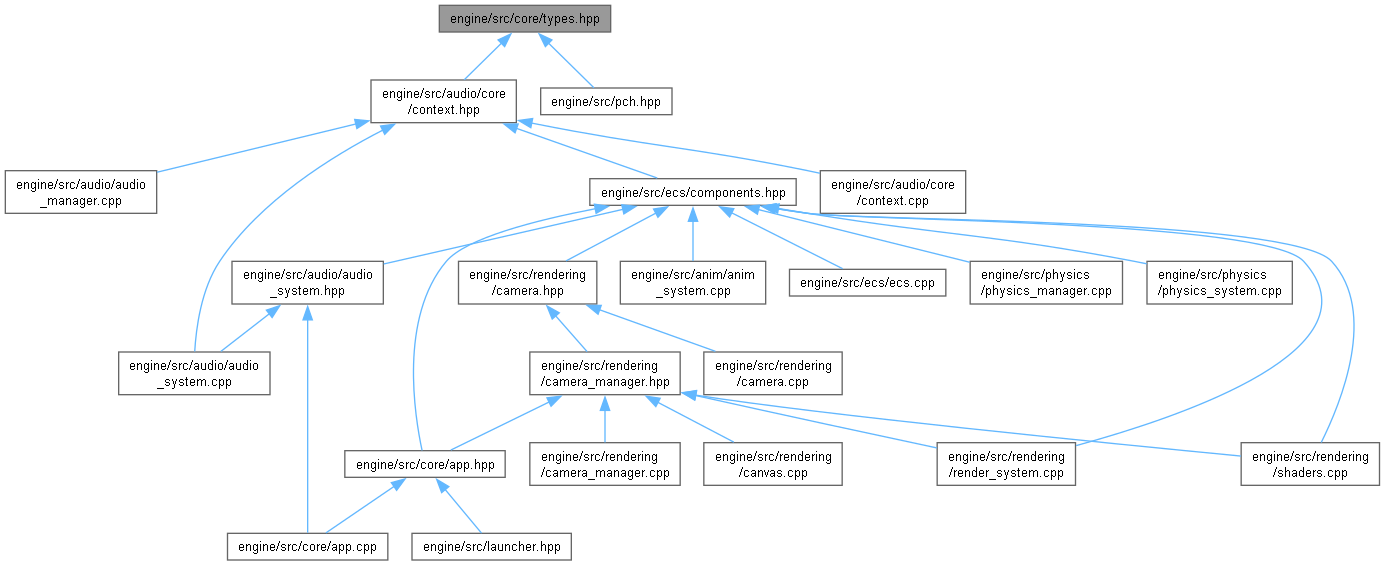 engine/src/core/types.hpp
engine/src/audio/core
/context.hpp
engine/src/pch.hpp
engine/src/audio/audio
_manager.cpp
engine/src/ecs/components.hpp
engine/src/audio/core
/context.cpp
engine/src/audio/audio
_system.hpp
engine/src/rendering
/camera.hpp
engine/src/anim/anim
_system.cpp
engine/src/ecs/ecs.cpp
engine/src/physics
/physics_manager.cpp
engine/src/physics
/physics_system.cpp
engine/src/audio/audio
_system.cpp
engine/src/rendering
/camera_manager.hpp
engine/src/rendering
/camera.cpp
engine/src/core/app.hpp
engine/src/rendering
/camera_manager.cpp
engine/src/rendering
/canvas.cpp
engine/src/rendering
/render_system.cpp
engine/src/rendering
/shaders.cpp
engine/src/core/app.cpp
engine/src/launcher.hpp